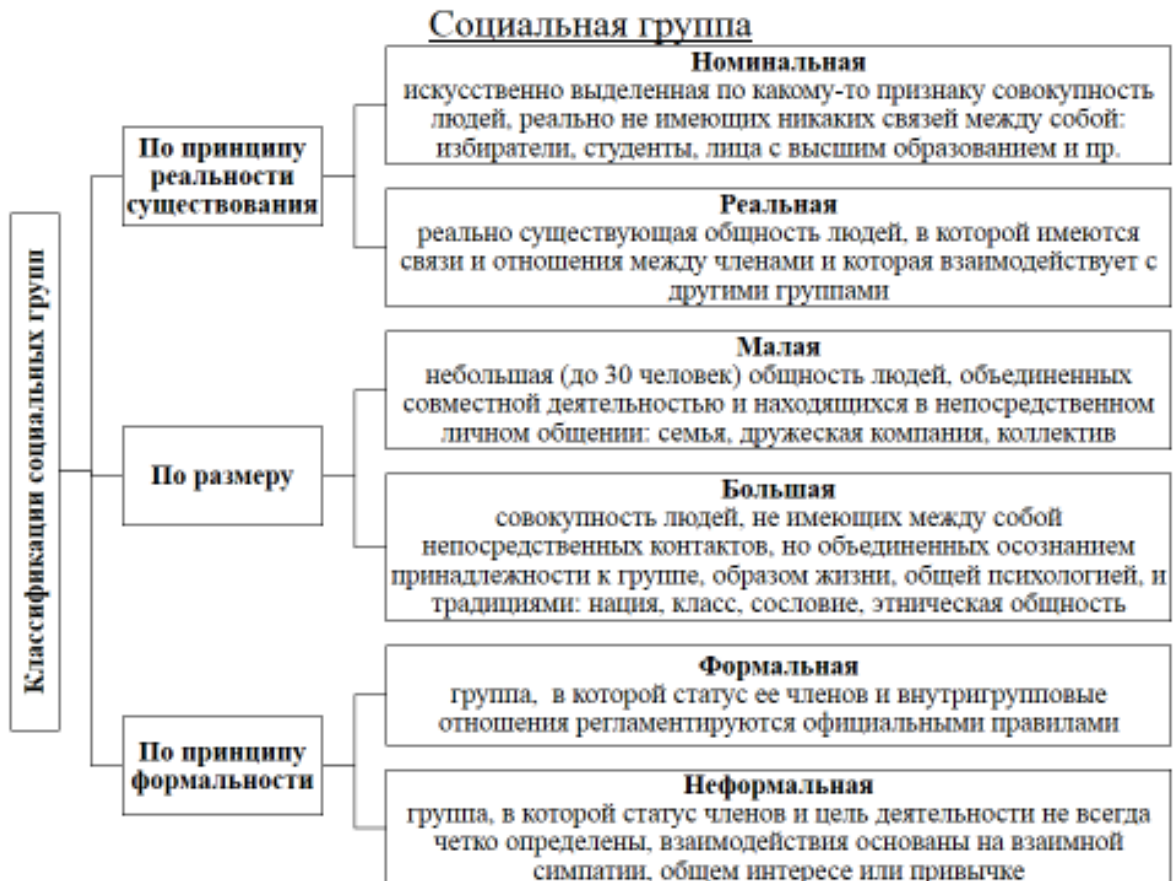 Социальная группа
Классификации социальных групп
По принципу
реальности
существования
Номинальная
искусственно выделенная по какому-то признаку совокупность
людей, реально не имеющих никаких связей между собой:
избиратели, студенты, лица с высшим образованием и пр.
Реальная
реально существующая общность людей, в которой имеются
связи и отношения между членами и которая взаимодействует с
другими группами
По размеру
Малая
небольшая (до 30 человек) общность людей, объединенных
совместной деятельностью и находящихся в непосредственном
личном общении: семья, дружеская компания, коллектив
Большая
совокупность людей, не имеющих между собой
непосредственных контактов, но объединенных осознанием
принадлежности к группе, образом жизни, общей психологией, и
традициями: нация, класс, сословие, этническая общность
По принципу
формальности
Формальная
группа, в которой статус ее членов и внутригрупповые
отношения регламентируются официальными правилами
Неформальная
группа, в которой статус членов и цель деятельности не всегда
четко определены, взаимодействия основаны на взаимной
симпатии, общем интересе или привычке